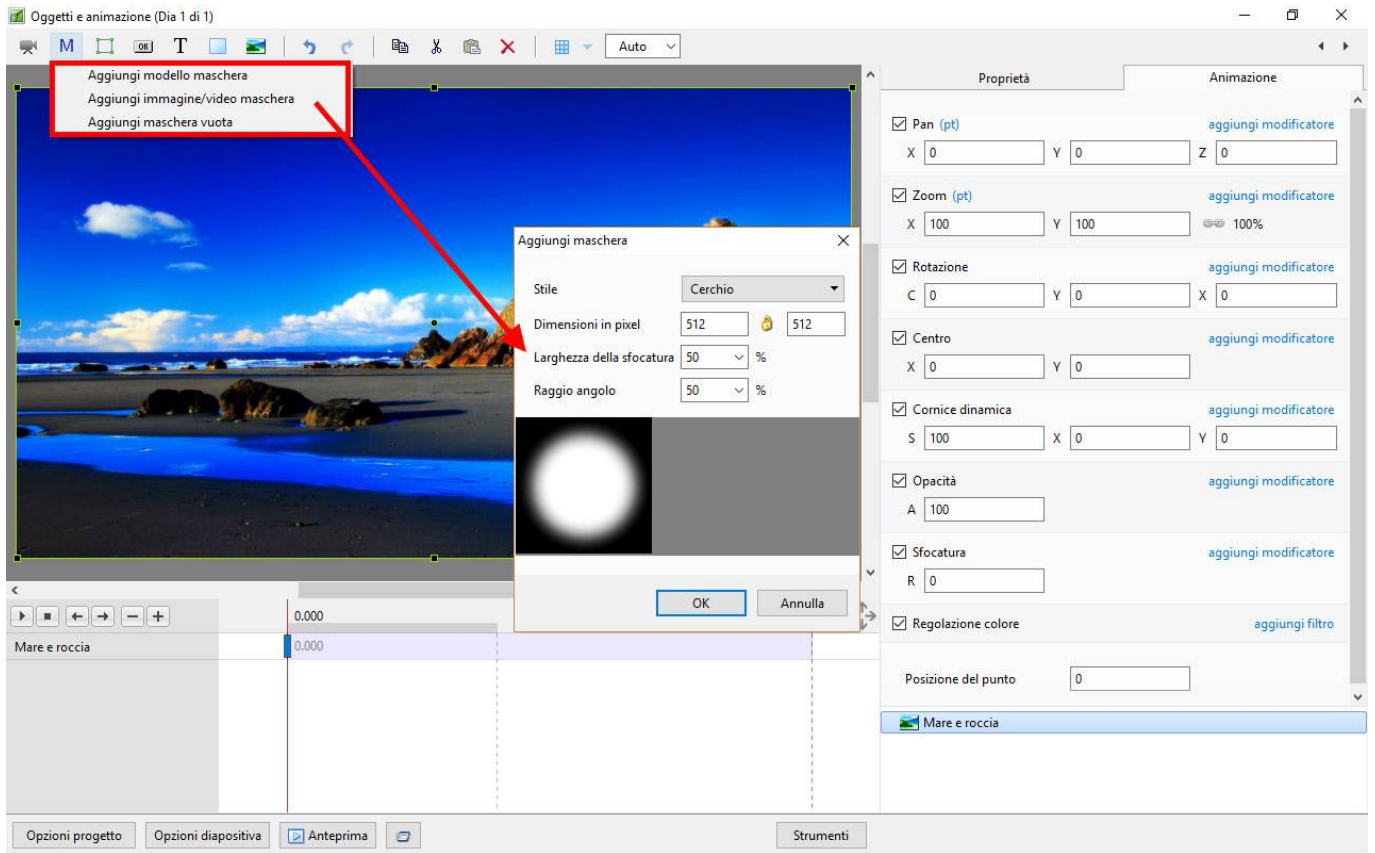 Oggetti e animazione (Dia 1 di 1)
M OK T Auto
Aggiungi modello maschera
Aggiungi immagine/video maschera
Aggiungi maschera vuota
Aggiungi maschera
Stile Cerchio
Dimensioni in pixel 512 512
Larghezza della sfocatura 50 %
Raggio angolo 50 %
OK Annulla
Proprietà Animazione
Pan (pt) aggiungi modificatore
X 0 Y 0 Z 0
Zoom (pt) aggiungi modificatore
X 100 Y 100 100%
Rotazione aggiungi modificatore
C 0 Y 0 X 0
Centro aggiungi modificatore
X 0 Y 0
Cornice dinamica aggiungi modificatore
S 100 X 0 Y 0
Opacità aggiungi modificatore
A 100
Sfocatura aggiungi modificatore
R 0
Regolazione colore aggiungi filtro
Posizione del punto 0
Mare e roccia
0.000
Mare e roccia 0.000
Opzioni progetto Opzioni diapositiva Anteprima Strumenti